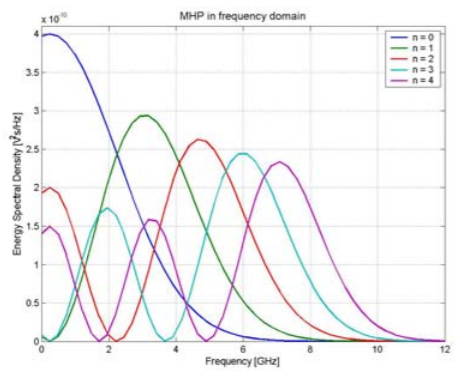 MHP in frequency domain
x 10⁻¹⁰
n = 0
n = 1
n = 2
n = 3
n = 4
Energy Spectral Density [V²s/Hz]
4
3.5
3
2.5
2
1.5
1
0.5
0
0 2 4 6 8 10 12
Frequency [GHz]